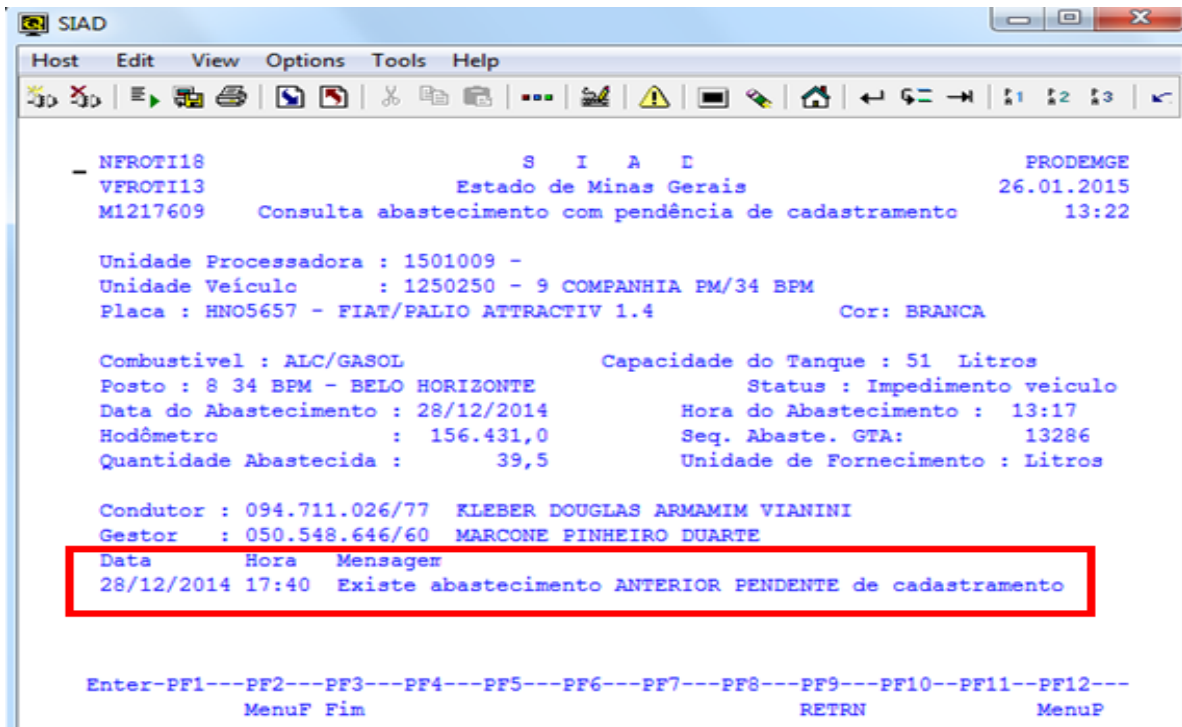 SIAD
Host Edit View Options Tools Help
NFROTI18 S I A D PRODEMGE
VFROTI13 Estado de Minas Gerais 26.01.2015
M1217609 Consulta abastecimento com pendência de cadastramento 13:22
Unidade Processadora : 1501009 -
Unidade Veículo : 1250250 - 9 COMPANHIA PM/34 BPM
Placa : HNO5657 - FIAT/PALIO ATTRACTIV 1.4 Cor: BRANCA
Combustivel : ALC/GASOL Capacidade do Tanque : 51 Litros
Posto : 8 34 BPM - BELO HORIZONTE Status : Impedimento veiculo
Data do Abastecimento : 28/12/2014 Hora do Abastecimento : 13:17
Hodômetro : 156.431,0 Seq. Abaste. GTA: 13286
Quantidade Abastecida : 39,5 Unidade de Fornecimento : Litros
Condutor : 094.711.026/77 KLEBER DOUGLAS ARMAMIM VIANINI
Gestor : 050.548.646/60 MARCONE PINHEIRO DUARTE
Data Hora Mensagem
28/12/2014 17:40 Existe abastecimento ANTERIOR PENDENTE de cadastramento
Enter-PF1---PF2---PF3---PF4---PF5---PF6---PF7---PF8---PF9---PF10--PF11--PF12---
MenuF Fim RETRN MenuP